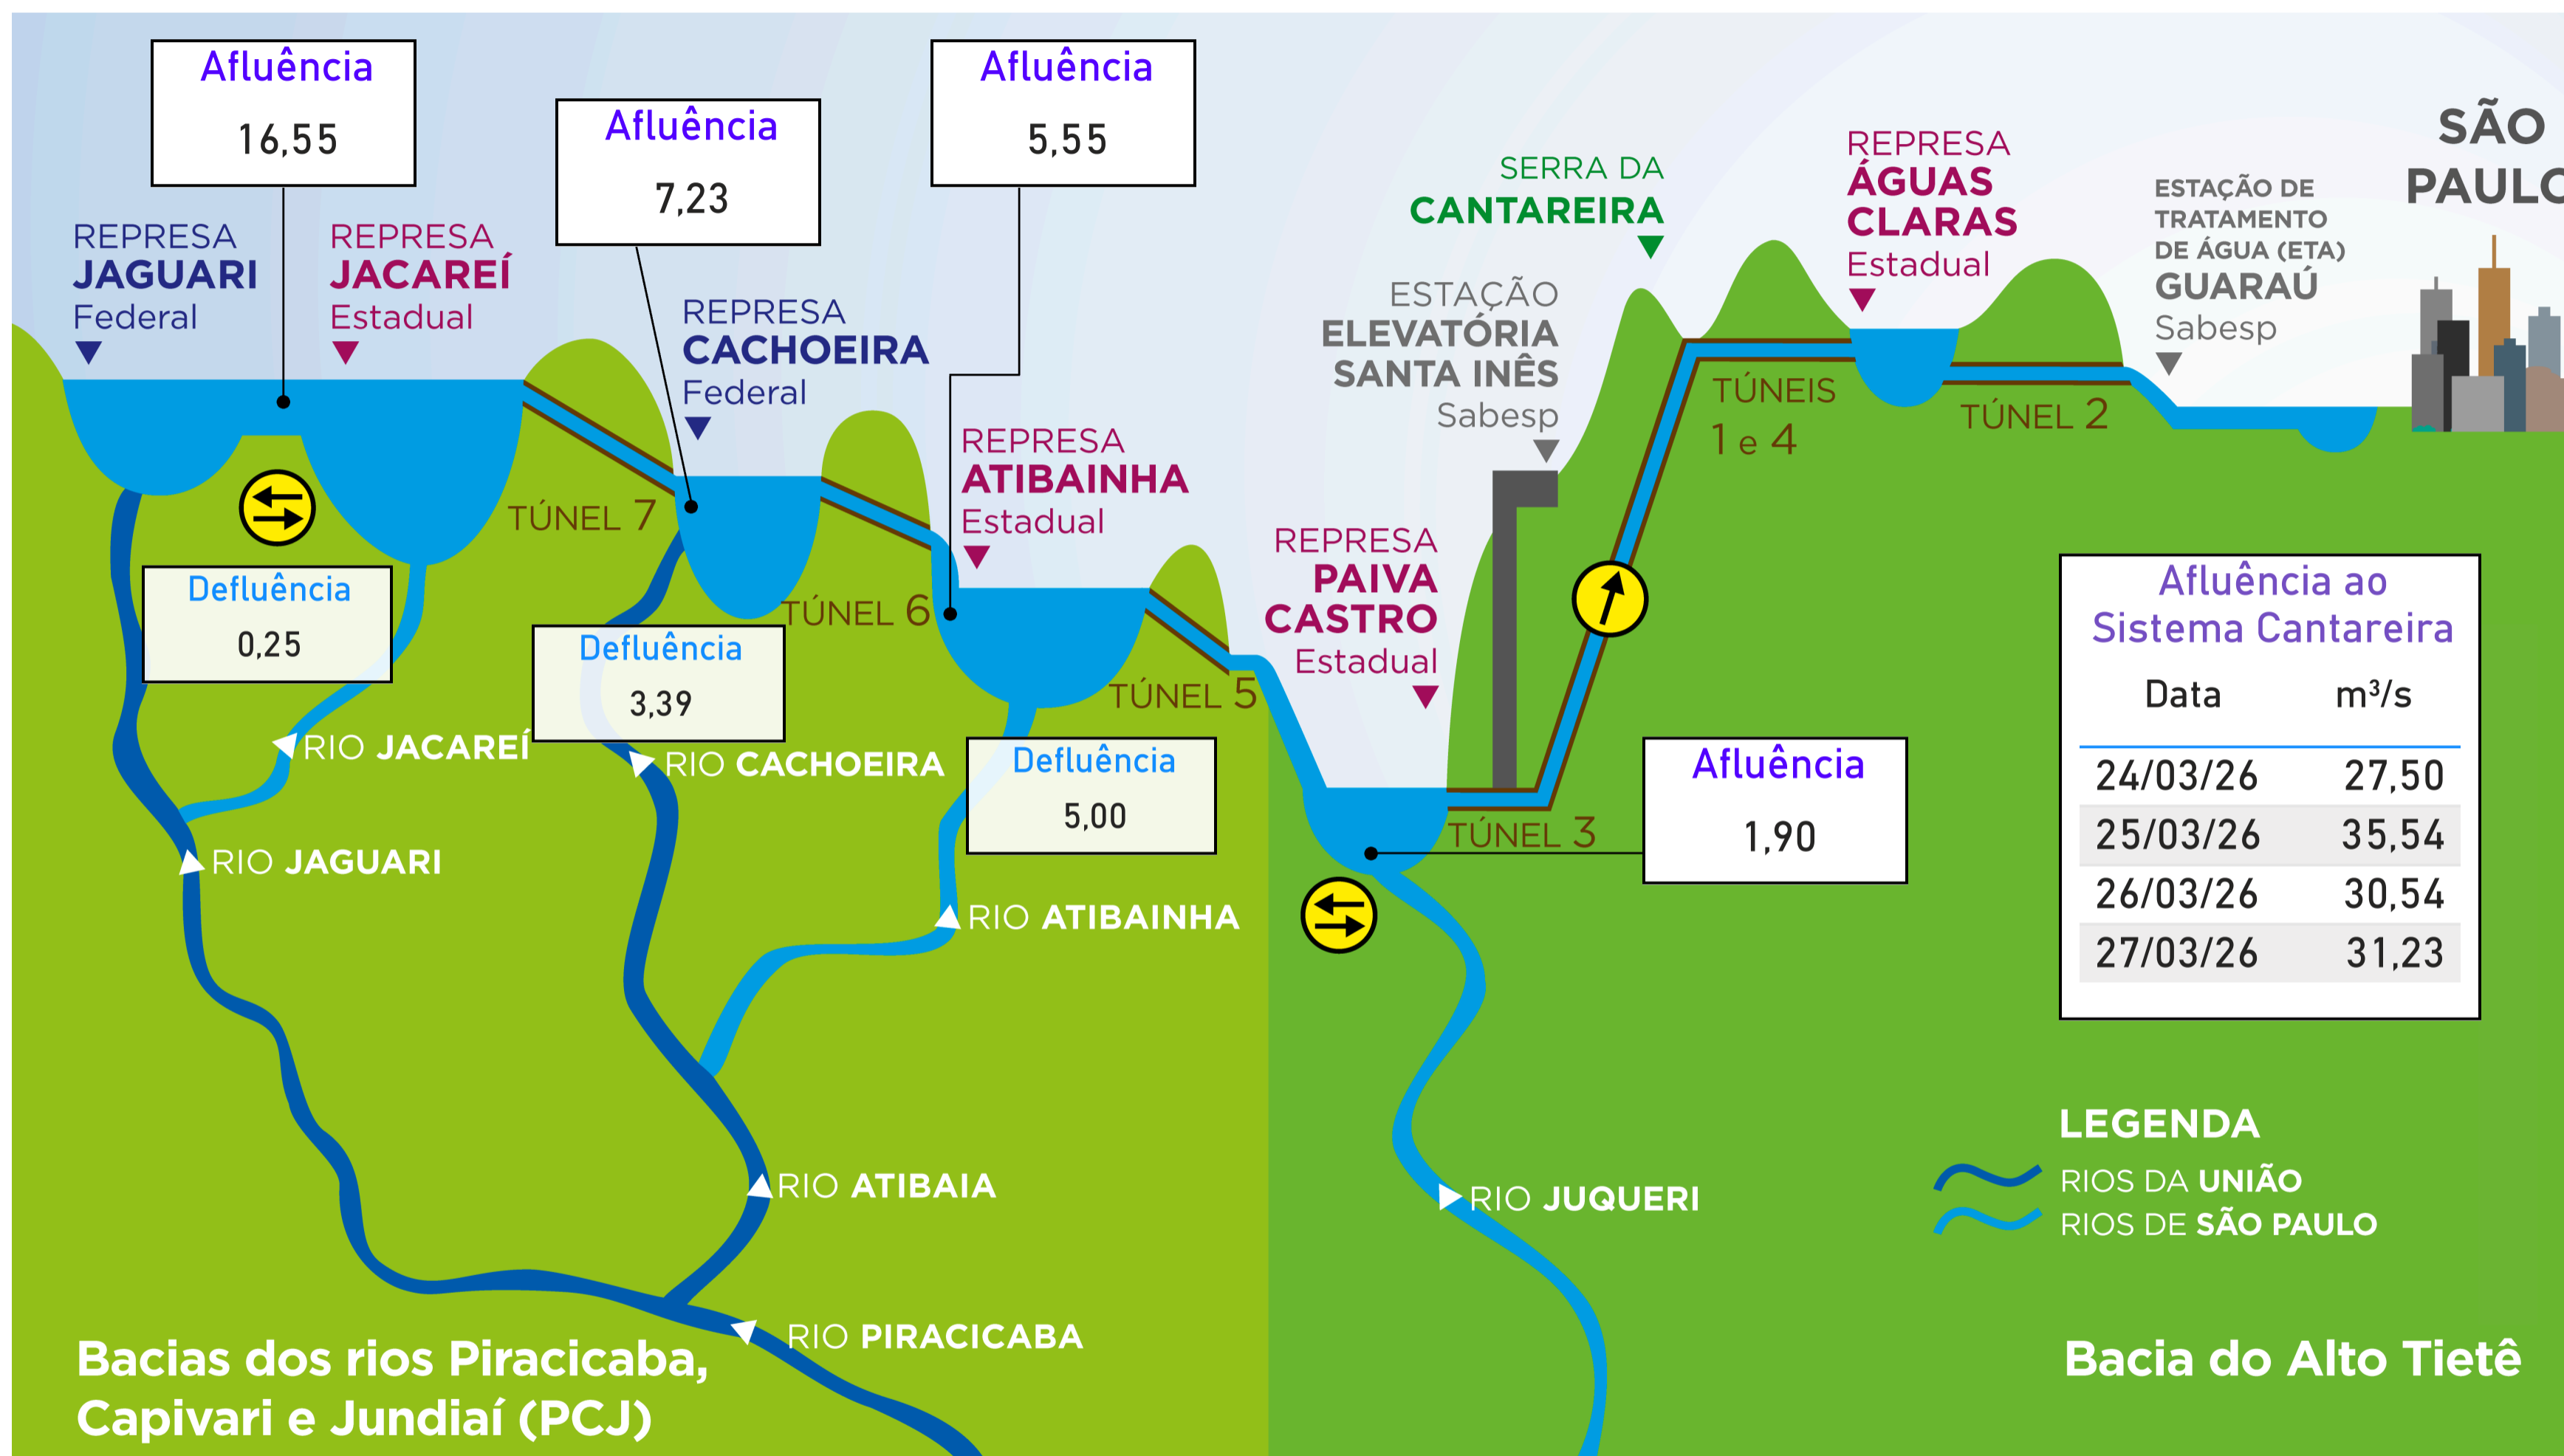 Afluência
16,55
Afluência
7,23
Afluência
5,55
REPRESA
JAGUARI
Federal
REPRESA
JACAREÍ
Estadual
REPRESA
CACHOEIRA
Federal
REPRESA
ATIBAINHA
Estadual
SERRA DA
CANTAREIRA
ESTAÇÃO
ELEVATÓRIA
SANTA INÊS
Sabesp
REPRESA
ÁGUAS
CLARAS
Estadual
ESTAÇÃO DE
TRATAMENTO
DE ÁGUA (ETA)
GUARAÚ
Sabesp
SÃO
PAULO
TÚNEL 7
TÚNEL 6
TÚNEL 5
REPRESA
PAIVA
CASTRO
Estadual
TÚNEIS
1 e 4
TÚNEL 2
TÚNEL 3
Defluência
0,25
Defluência
3,39
Defluência
5,00
Afluência
1,90
Afluência ao
Sistema Cantareira
Data m³/s
24/03/26 27,50
25/03/26 35,54
26/03/26 30,54
27/03/26 31,23
RIO JACAREÍ
RIO CACHOEIRA
RIO JAGUARI
RIO ATIBAINHA
RIO ATIBAIA
RIO JUQUERI
RIO PIRACICABA
LEGENDA
RIOS DA UNIÃO
RIOS DE SÃO PAULO
Bacias dos rios Piracicaba,
Capivari e Jundiaí (PCJ)
Bacia do Alto Tietê